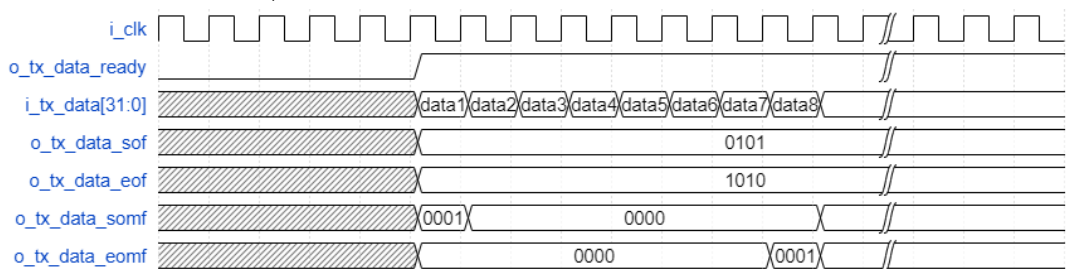 i_clk
o_tx_data_ready
i_tx_data[31:0] data1 data2 data3 data4 data5 data6 data7 data8
o_tx_data_sof 0101
o_tx_data_eof 1010
o_tx_data_somf 0001 0000
o_tx_data_eomf 0000 0001